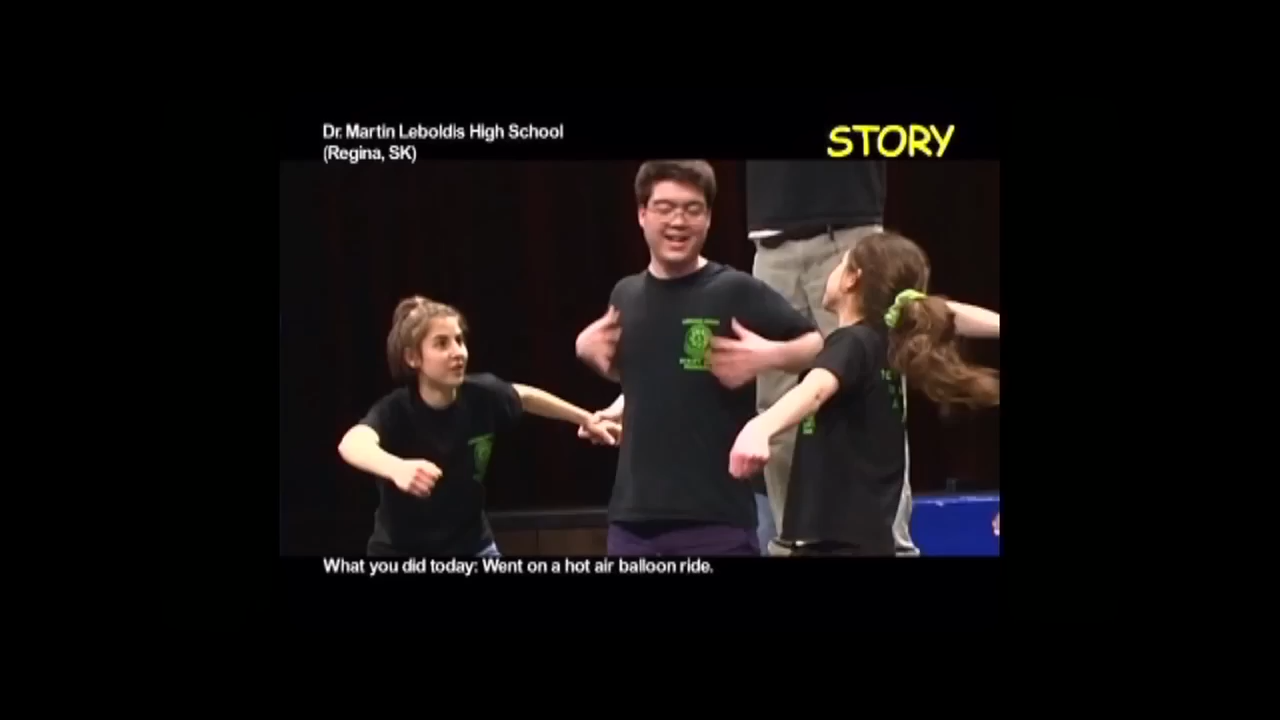 Dr. Martin Leboldis High School
STORY
(Regina, SK)
What you did today: Went on a hot air balloon ride.